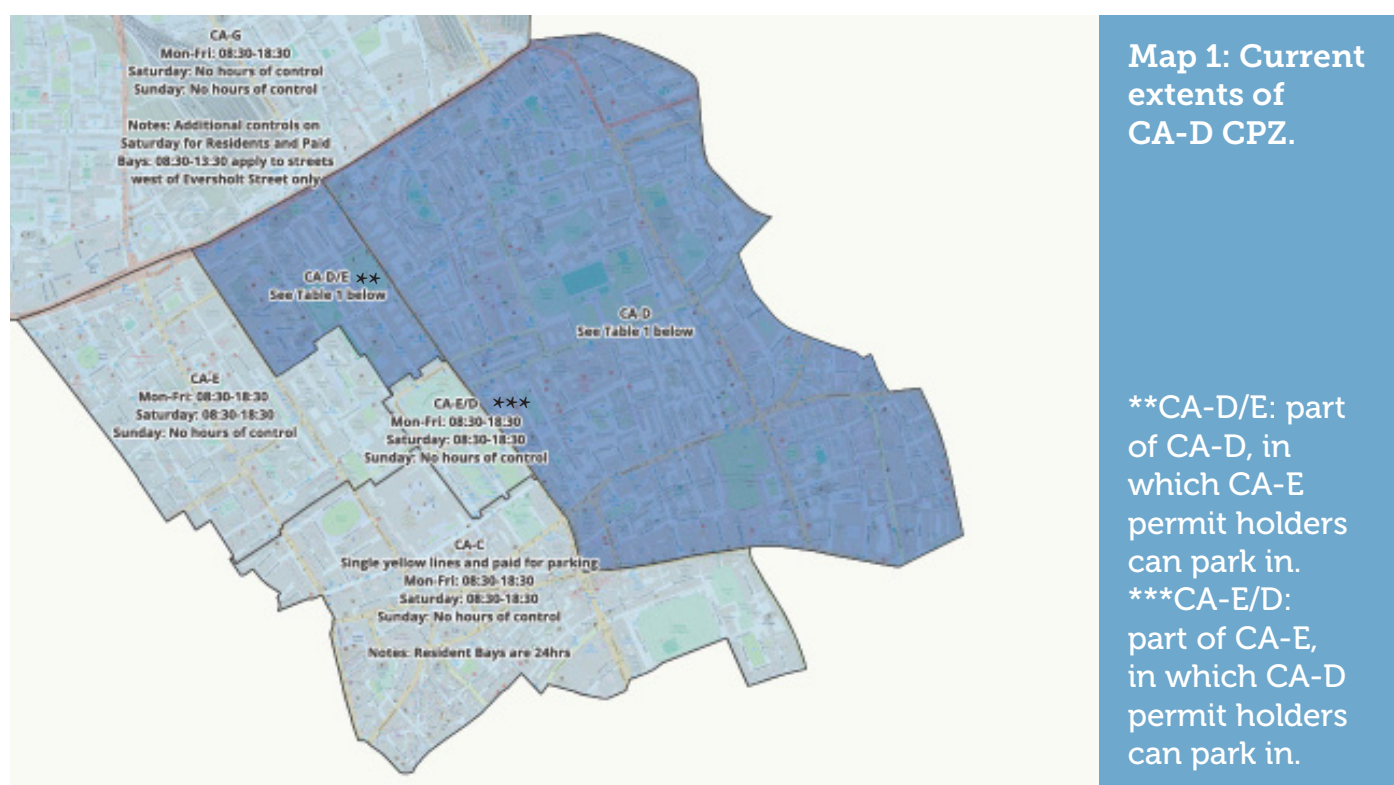 CA-G
Mon-Fri: 08:30-18:30
Saturday: No hours of control
Sunday: No hours of control
Notes: Additional controls on
Saturday for Residents and Paid
Bays: 08:30-13:30 apply to streets
west of Eversholt Street only
CA-D/E **
See Table 1 below
CA-D
See Table 1 below
CA-E
Mon-Fri: 08:30-18:30
Saturday: 08:30-18:30
Sunday: No hours of control
CA-E/D ***
Mon-Fri: 08:30-18:30
Saturday: 08:30-18:30
Sunday: No hours of control
CA-C
Single yellow lines and paid for parking
Mon-Fri: 08:30-18:30
Saturday: 08:30-18:30
Sunday: No hours of control
Notes: Resident Bays are 24hrs
Map 1: Current
extents of
CA-D CPZ.
**CA-D/E: part
of CA-D, in
which CA-E
permit holders
can park in.
***CA-E/D:
part of CA-E,
in which CA-D
permit holders
can park in.